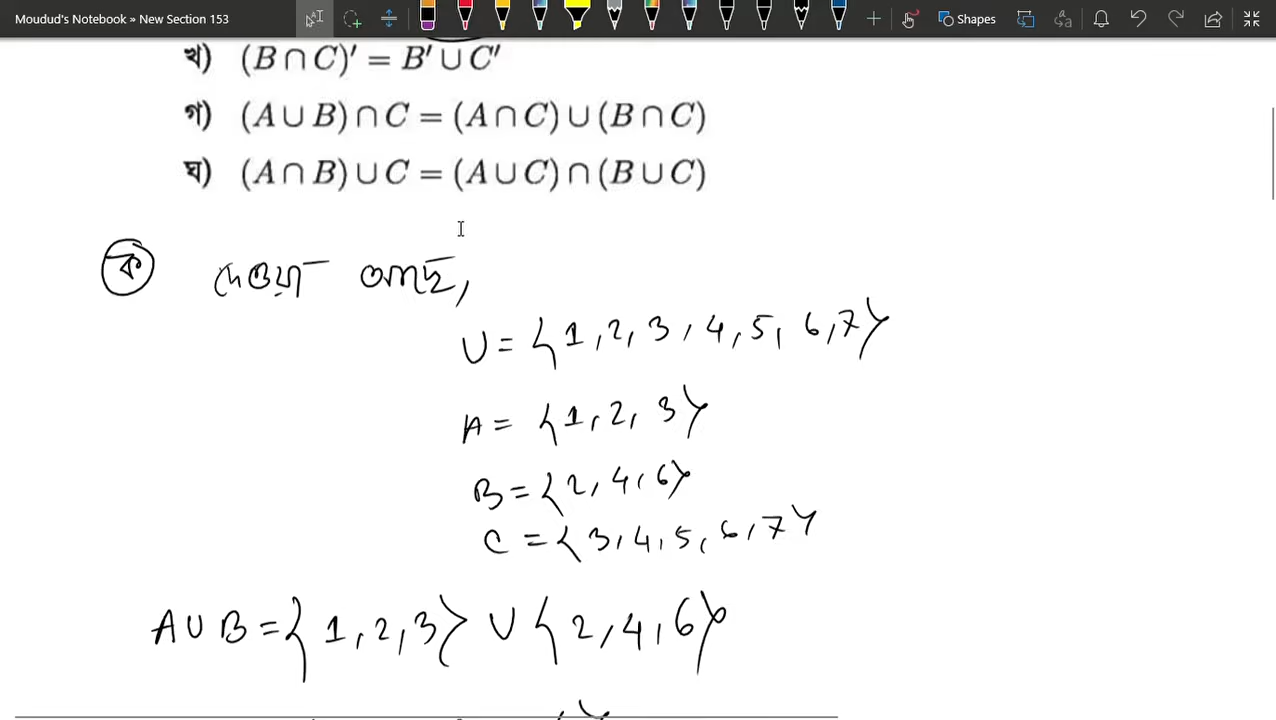 Moudud's Notebook » New Section 153
Shapes
খ) (B ∩ C)′ = B′ ∪ C′
গ) (A ∪ B) ∩ C = (A ∩ C) ∪ (B ∩ C)
ঘ) (A ∩ B) ∪ C = (A ∪ C) ∩ (B ∪ C)
ক দেওয়া আছে,
U = {1, 2, 3, 4, 5, 6, 7}
A = {1, 2, 3}
B = {2, 4, 6}
C = {3, 4, 5, 6, 7}
A ∪ B = {1, 2, 3} ∪ {2, 4, 6}